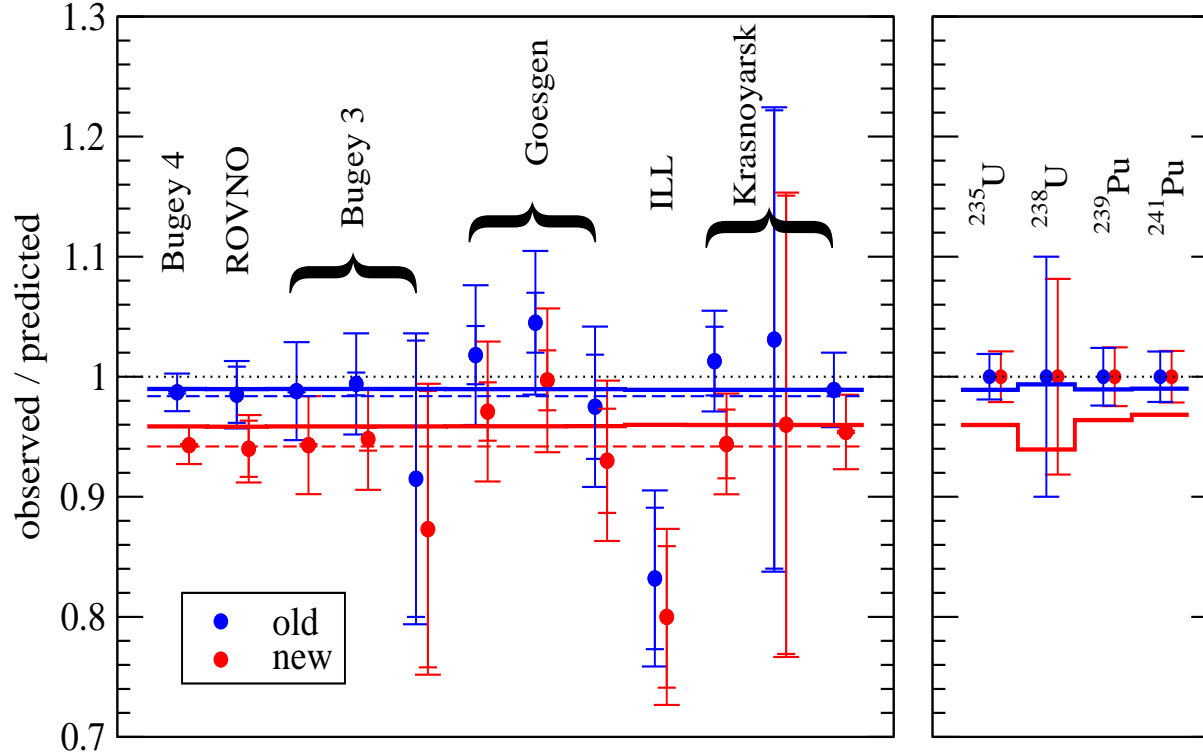 observed / predicted
1.3
1.2
1.1
1
0.9
0.8
0.7
Bugey 4
ROVNO
Bugey 3
Goesgen
ILL
Krasnoyarsk
old
new
²³⁵U
²³⁸U
²³⁹Pu
²⁴¹Pu